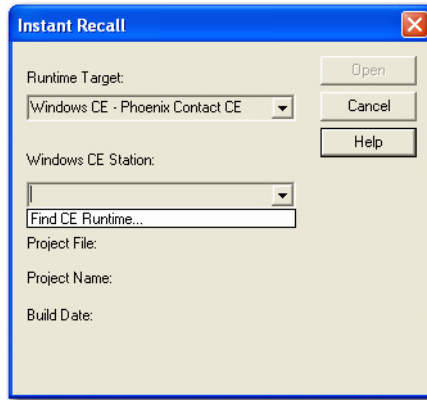 Instant Recall
Runtime Target:
Open
Windows CE - Phoenix Contact CE
Cancel
Help
Windows CE Station:
Find CE Runtime...
Project File:
Project Name:
Build Date: